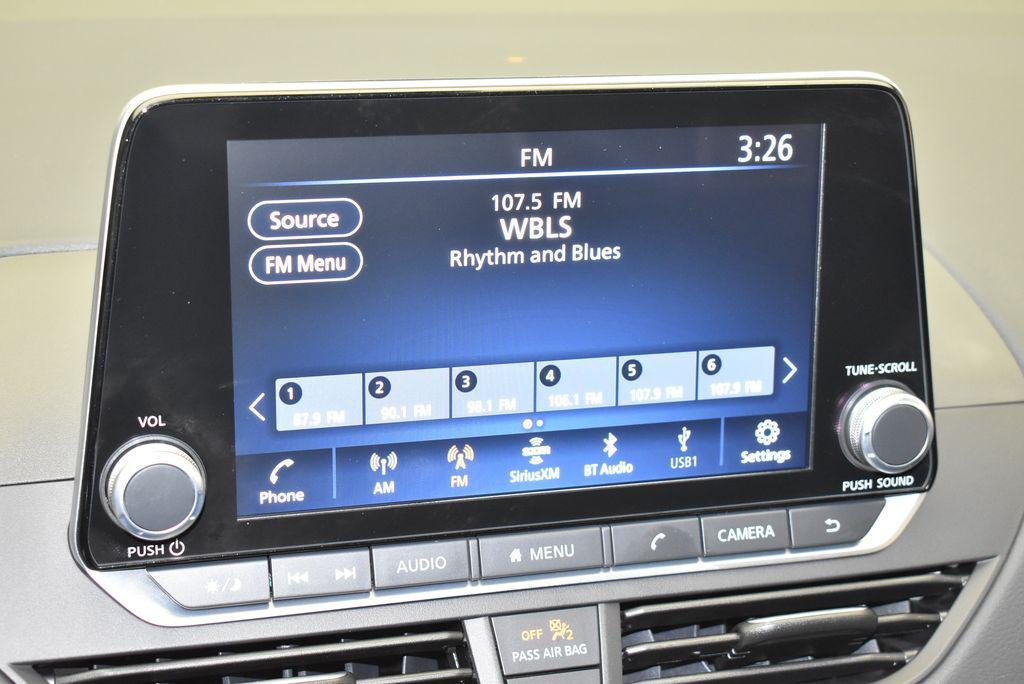 FM
3:26
Source
107.5 FM
WBLS
FM Menu
Rhythm and Blues
1
2
3
4
5
6
87.9 FM
90.1 FM
98.1 FM
106.1 FM
107.9 FM
107.9 FM
Phone
AM
FM
SiriusXM
BT Audio
USB1
Settings
VOL
PUSH
TUNE·SCROLL
PUSH SOUND
AUDIO
MENU
CAMERA
OFF 2
PASS AIR BAG